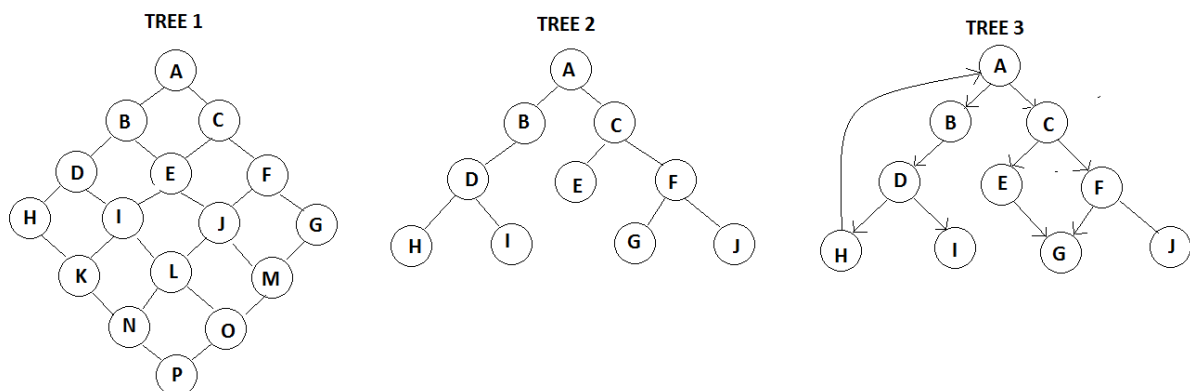 TREE 1
A
B C
D E F
H I J G
K L M
N O
P
TREE 2
A
B C
D E F
H I G J
TREE 3
A
B C
D E F
H I G J